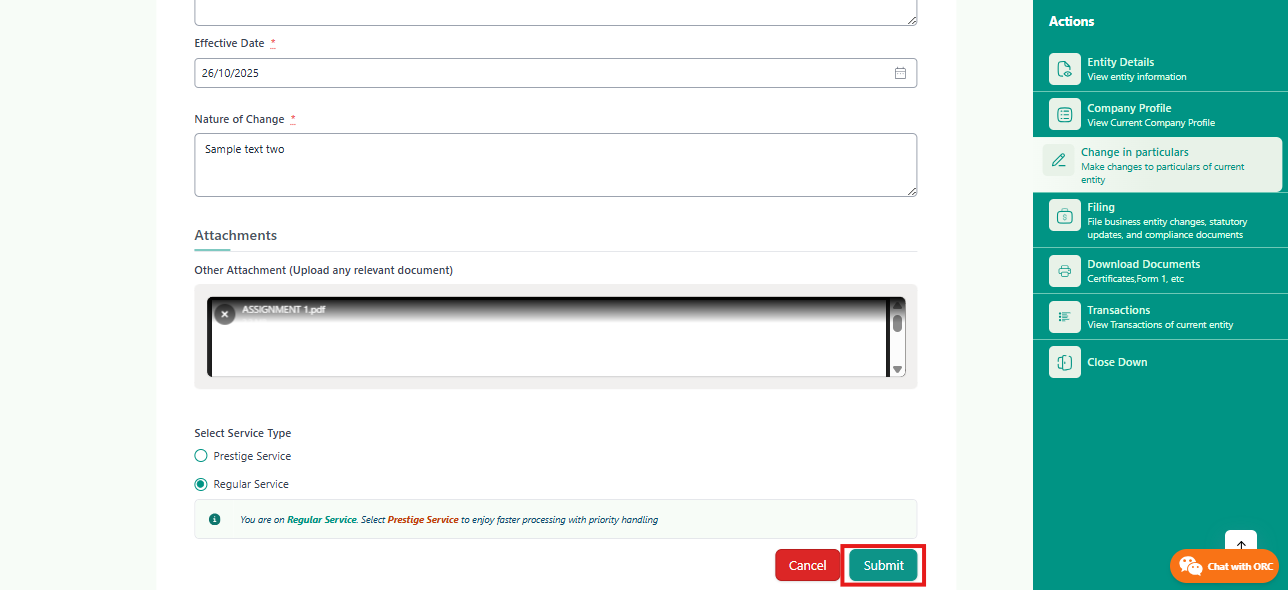 Effective Date *
26/10/2025
Nature of Change *
Sample text two
Attachments
Other Attachment (Upload any relevant document)
ASSIGNMENT 1.pdf
Select Service Type
Prestige Service
Regular Service
You are on Regular Service. Select Prestige Service to enjoy faster processing with priority handling
Cancel
Submit
Actions
Entity Details
View entity information
Company Profile
View Current Company Profile
Change in particulars
Make changes to particulars of current
entity
Filing
File business entity changes, statutory
updates, and compliance documents
Download Documents
Certificates,Form 1, etc
Transactions
View Transactions of current entity
Close Down
Chat with ORC